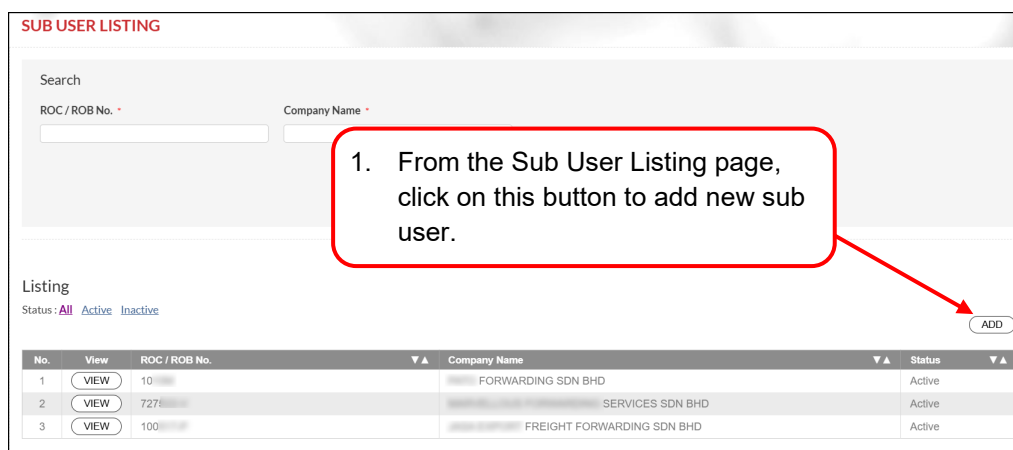 SUB USER LISTING
Search
ROC / ROB No. *
Company Name *
1. From the Sub User Listing page,
click on this button to add new sub
user.
Listing
Status : All Active Inactive
ADD
No. View ROC / ROB No. ▼▲ Company Name ▼▲ Status ▼▲
1 VIEW 10 FORWARDING SDN BHD Active
2 VIEW 727 SERVICES SDN BHD Active
3 VIEW 100 FREIGHT FORWARDING SDN BHD Active